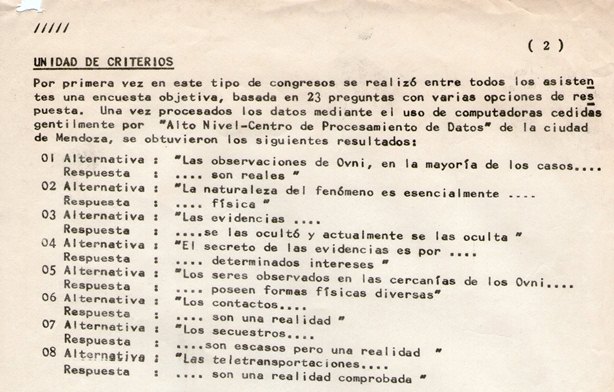 /////
( 2 )
UNIDAD DE CRITERIOS
Por primera vez en este tipo de congresos se realizó entre todos los asisten
tes una encuesta objetiva, basada en 23 preguntas con varias opciones de res
puesta. Una vez procesados los datos mediante el uso de computadoras cedidas
gentilmente por "Alto Nivel-Centro de Procesamiento de Datos" de la ciudad
de Mendoza, se obtuvieron los siguientes resultados:
01 Alternativa : "Las observaciones de Ovni, en la mayoría de los casos....
Respuesta : .... son reales "
02 Alternativa : "La naturaleza del fenómeno es esencialmente ....
Respuesta : .... física "
03 Alternativa : "Las evidencias ....
Respuesta : ....se las ocultó y actualmente se las oculta "
04 Alternativa : "El secreto de las evidencias es por ....
Respuesta : .... determinados intereses "
05 Alternativa : "Los seres observados en las cercanías de los Ovni....
Respuesta : .... poseen formas físicas diversas"
06 Alternativa : "Los contactos....
Respuesta : .... son una realidad "
07 Alternativa : "Los secuestros....
Respuesta : ....son escasos pero una realidad "
08 Alternativa : "Las teletransportaciones....
Respuesta : .... son una realidad comprobada "